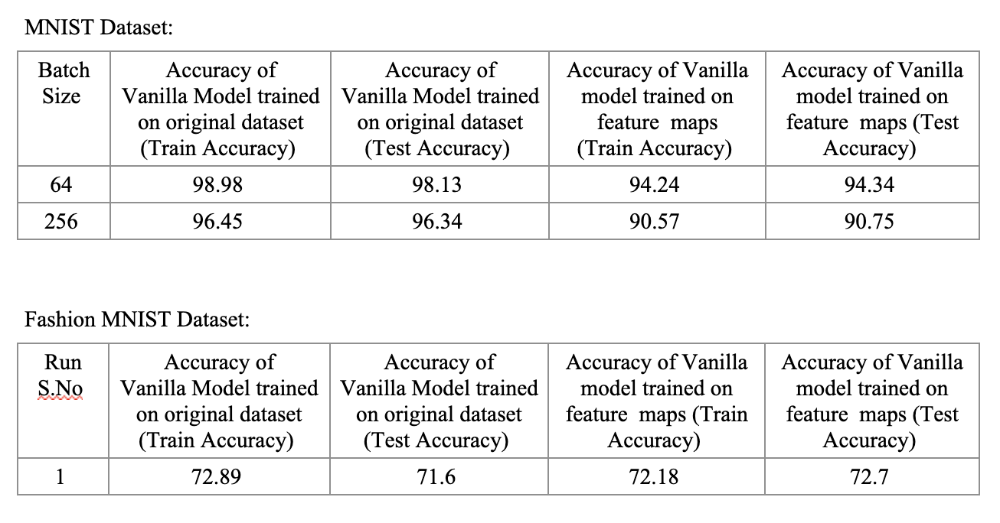 MNIST Dataset:
Batch Size | Accuracy of Vanilla Model trained on original dataset (Train Accuracy) | Accuracy of Vanilla Model trained on original dataset (Test Accuracy) | Accuracy of Vanilla model trained on feature maps (Train Accuracy) | Accuracy of Vanilla model trained on feature maps (Test Accuracy)
64 | 98.98 | 98.13 | 94.24 | 94.34
256 | 96.45 | 96.34 | 90.57 | 90.75
Fashion MNIST Dataset:
Run S.No | Accuracy of Vanilla Model trained on original dataset (Train Accuracy) | Accuracy of Vanilla Model trained on original dataset (Test Accuracy) | Accuracy of Vanilla model trained on feature maps (Train Accuracy) | Accuracy of Vanilla model trained on feature maps (Test Accuracy)
1 | 72.89 | 71.6 | 72.18 | 72.7